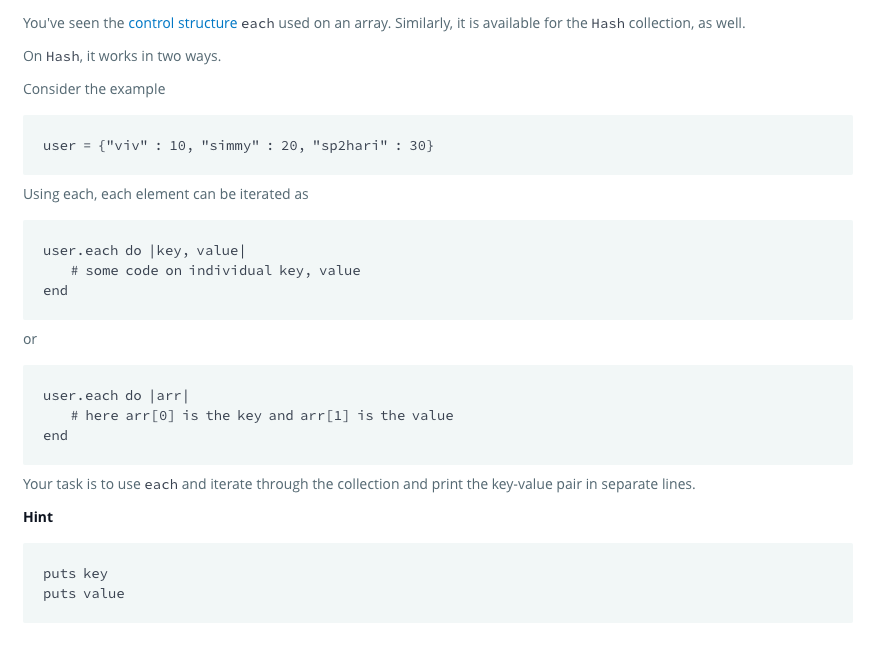 You've seen the control structure each used on an array. Similarly, it is available for the Hash collection, as well.
On Hash, it works in two ways.
Consider the example
user = {"viv" : 10, "simmy" : 20, "sp2hari" : 30}
Using each, each element can be iterated as
user.each do |key, value|
    # some code on individual key, value
end
or
user.each do |arr|
    # here arr[0] is the key and arr[1] is the value
end
Your task is to use each and iterate through the collection and print the key-value pair in separate lines.
Hint
puts key
puts value